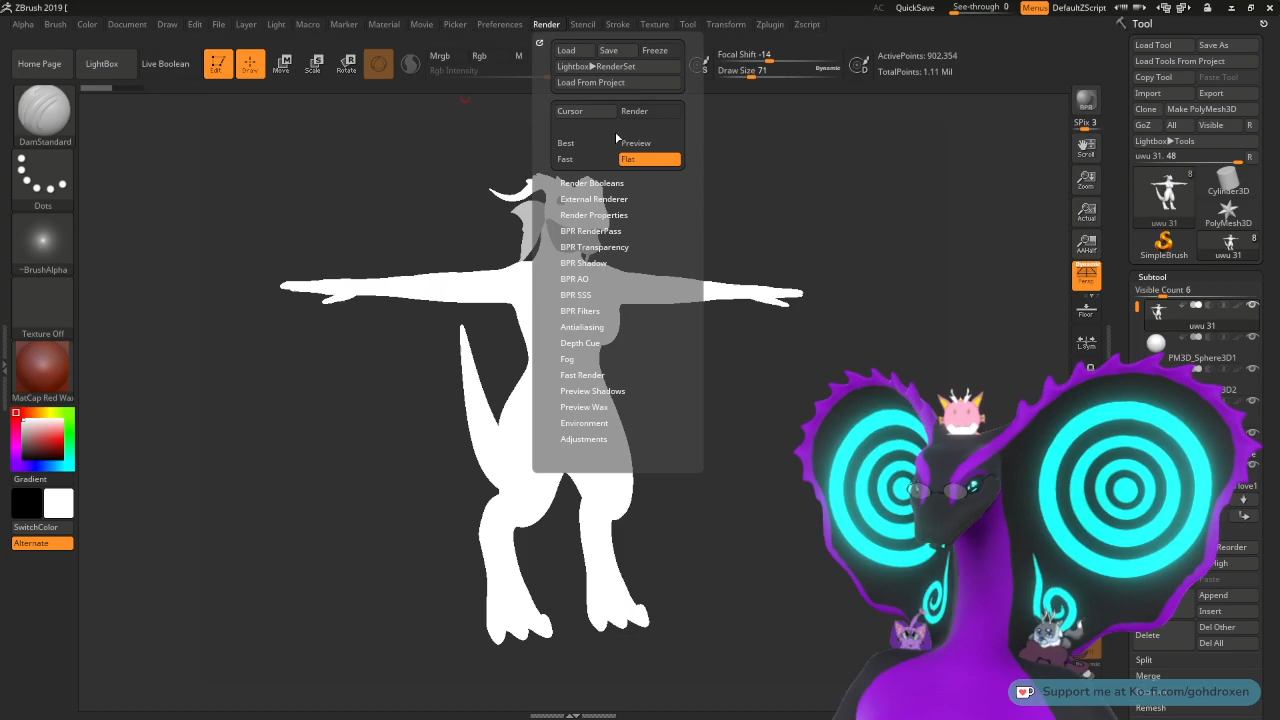 ZBrush 2019 [
AC QuickSave See-through 0 Menus DefaultZScript
Alpha Brush Color Document Draw Edit File Layer Light Macro Marker Material Movie Picker Preferences Render Stencil Stroke Texture Tool Transform Zplugin Zscript
Home Page LightBox Live Boolean Edit Draw Move Scale Rotate
Mrgb Rgb M
Rgb Intensity
Focal Shift -14
Draw Size 71 Dynamic
ActivePoints: 902.354
TotalPoints: 1.11 Mil
DamStandard
Dots
~BrushAlpha
Texture Off
MatCap Red Wax
Gradient
SwitchColor
Alternate
Load Save Freeze
Lightbox▶RenderSet
Load From Project
Cursor Render
Best Preview
Fast Flat
Render Booleans
External Renderer
Render Properties
BPR RenderPass
BPR Transparency
BPR Shadow
BPR AO
BPR SSS
BPR Filters
Antialiasing
Depth Cue
Fog
Fast Render
Preview Shadows
Preview Wax
Environment
Adjustments
S
D
BPR
SPix 3
Scroll
Zoom
Actual
AAHalf
Dynamic
Persp
Floor
L.Sym
Tool
Load Tool Save As
Load Tools From Project
Copy Tool Paste Tool
Import Export
Clone Make PolyMesh3D
GoZ All Visible R
Lightbox▶Tools
uwu 31. 48 R
8
uwu 31
Cylinder3D
PolyMesh3D
SimpleBrush
8
uwu 31
Subtool
Visible Count 6
uwu 31
PM3D_Sphere3D1
Reorder
Paste
Append
Insert
Delete Del Other
Del All
Split
Merge
Remesh
Support me at Ko-fi.com/gohdroxen